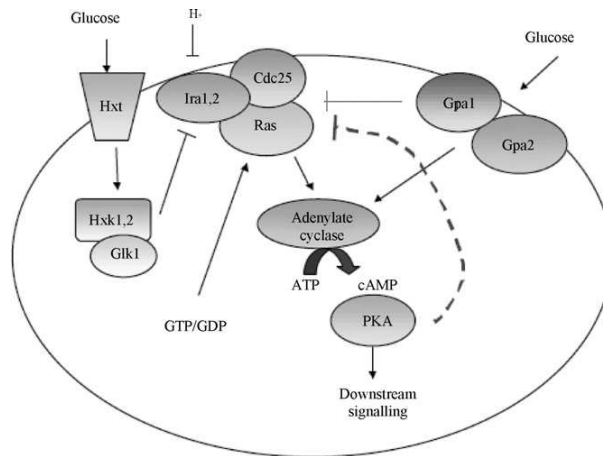 Glucose
H+
Glucose
Hxt
Ira1,2
Cdc25
Ras
Gpa1
Gpa2
Hxk1,2
Glk1
Adenylate
cyclase
ATP
cAMP
GTP/GDP
PKA
Downstream
signalling